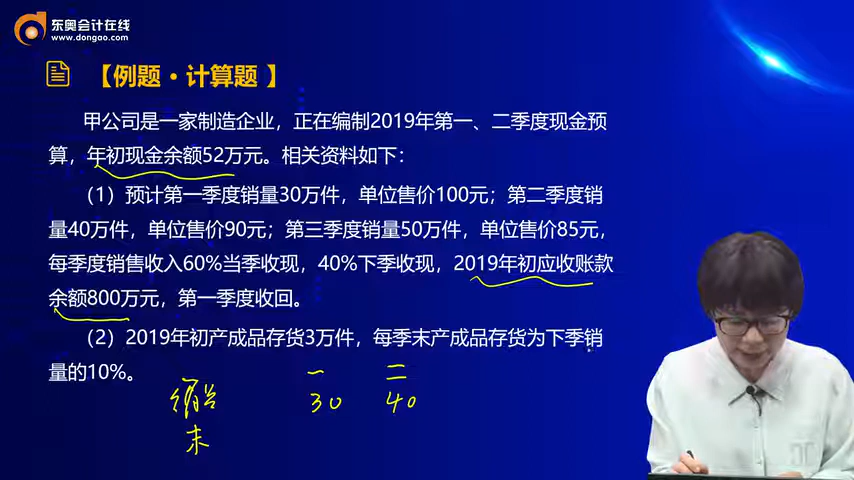 东奥会计在线
www.dongao.com
【例题·计算题】
甲公司是一家制造企业，正在编制2019年第一、二季度现金预
算，年初现金余额52万元。相关资料如下：
（1）预计第一季度销量30万件，单位售价100元；第二季度销
量40万件，单位售价90元；第三季度销量50万件，单位售价85元，
每季度销售收入60%当季收现，40%下季收现，2019年初应收账款
余额800万元，第一季度收回。
（2）2019年初产成品存货3万件，每季末产成品存货为下季销
量的10%。
一 二
销 30 40
末